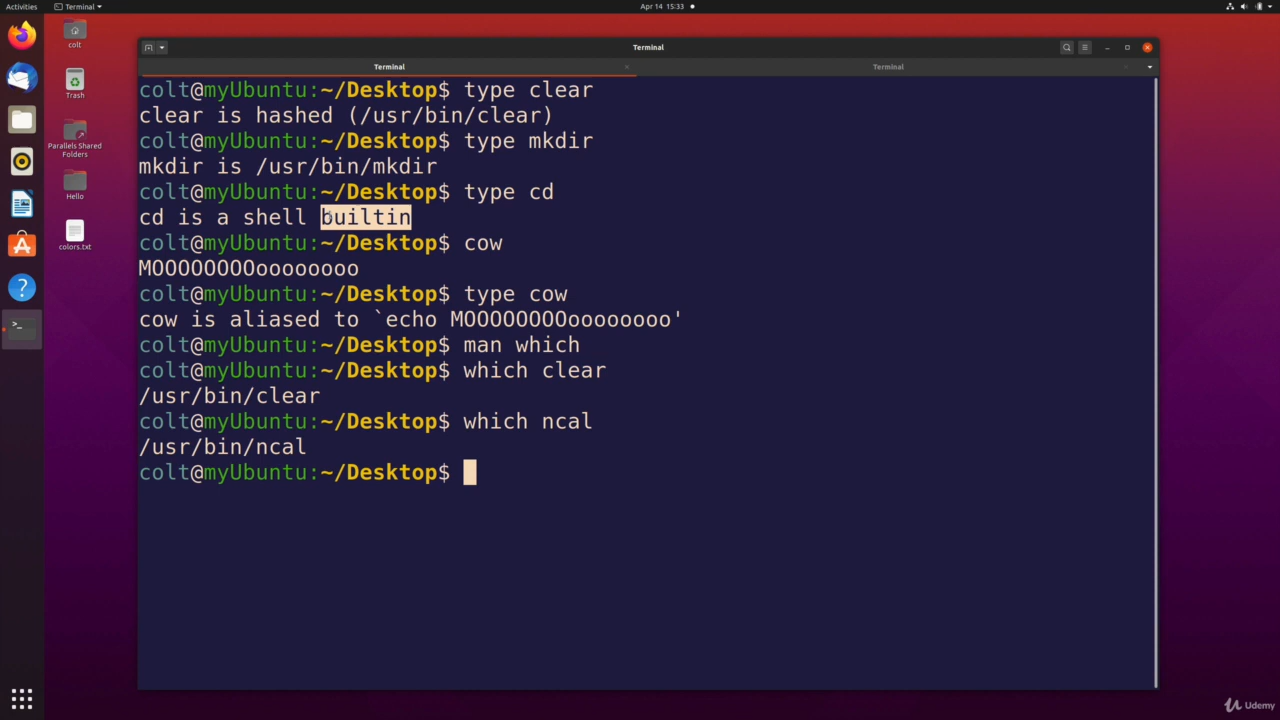 Activities
Terminal
Apr 14 15:33
colt
Trash
Parallels Shared
Folders
Hello
colors.txt
Terminal
Terminal
Terminal
colt@myUbuntu:~/Desktop$ type clear
clear is hashed (/usr/bin/clear)
colt@myUbuntu:~/Desktop$ type mkdir
mkdir is /usr/bin/mkdir
colt@myUbuntu:~/Desktop$ type cd
cd is a shell builtin
colt@myUbuntu:~/Desktop$ cow
MOOOOOOOOoooooooo
colt@myUbuntu:~/Desktop$ type cow
cow is aliased to `echo MOOOOOOOOoooooooo'
colt@myUbuntu:~/Desktop$ man which
colt@myUbuntu:~/Desktop$ which clear
/usr/bin/clear
colt@myUbuntu:~/Desktop$ which ncal
/usr/bin/ncal
colt@myUbuntu:~/Desktop$
Udemy